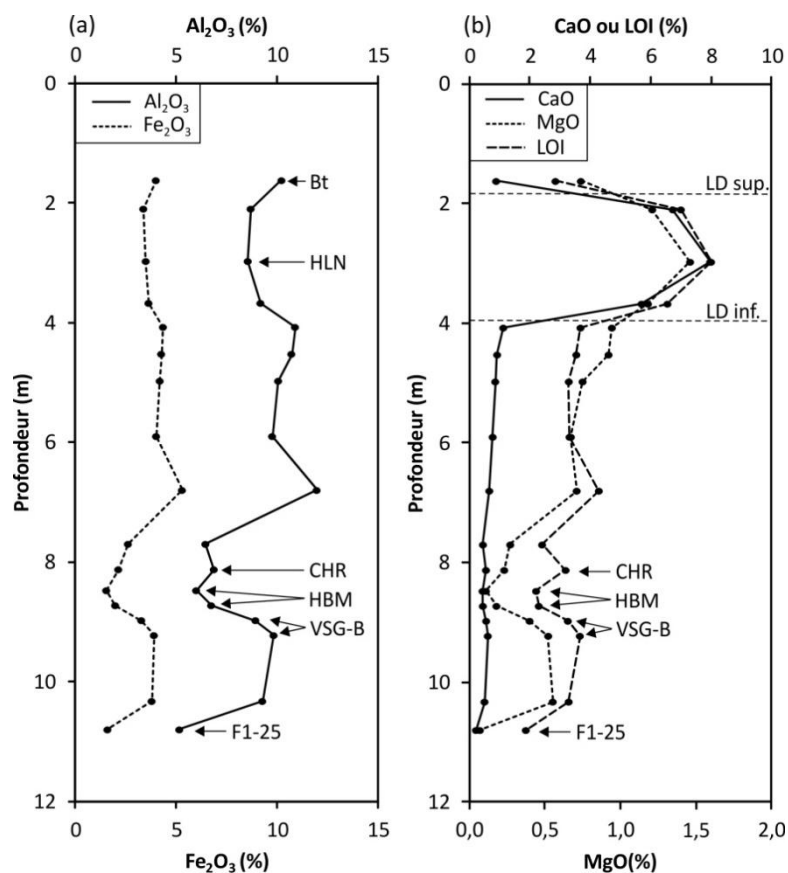 (a)
Al₂O₃ (%)
0 5 10 15
Profondeur (m)
0
2
4
6
8
10
12
Al₂O₃
Fe₂O₃
Bt
HLN
CHR
HBM
VSG-B
F1-25
0 5 10 15
Fe₂O₃ (%)
(b)
CaO ou LOI (%)
0 2 4 6 8 10
Profondeur (m)
0
2
4
6
8
10
12
CaO
MgO
LOI
LD sup.
LD inf.
CHR
HBM
VSG-B
F1-25
0,0 0,5 1,0 1,5 2,0
MgO(%)